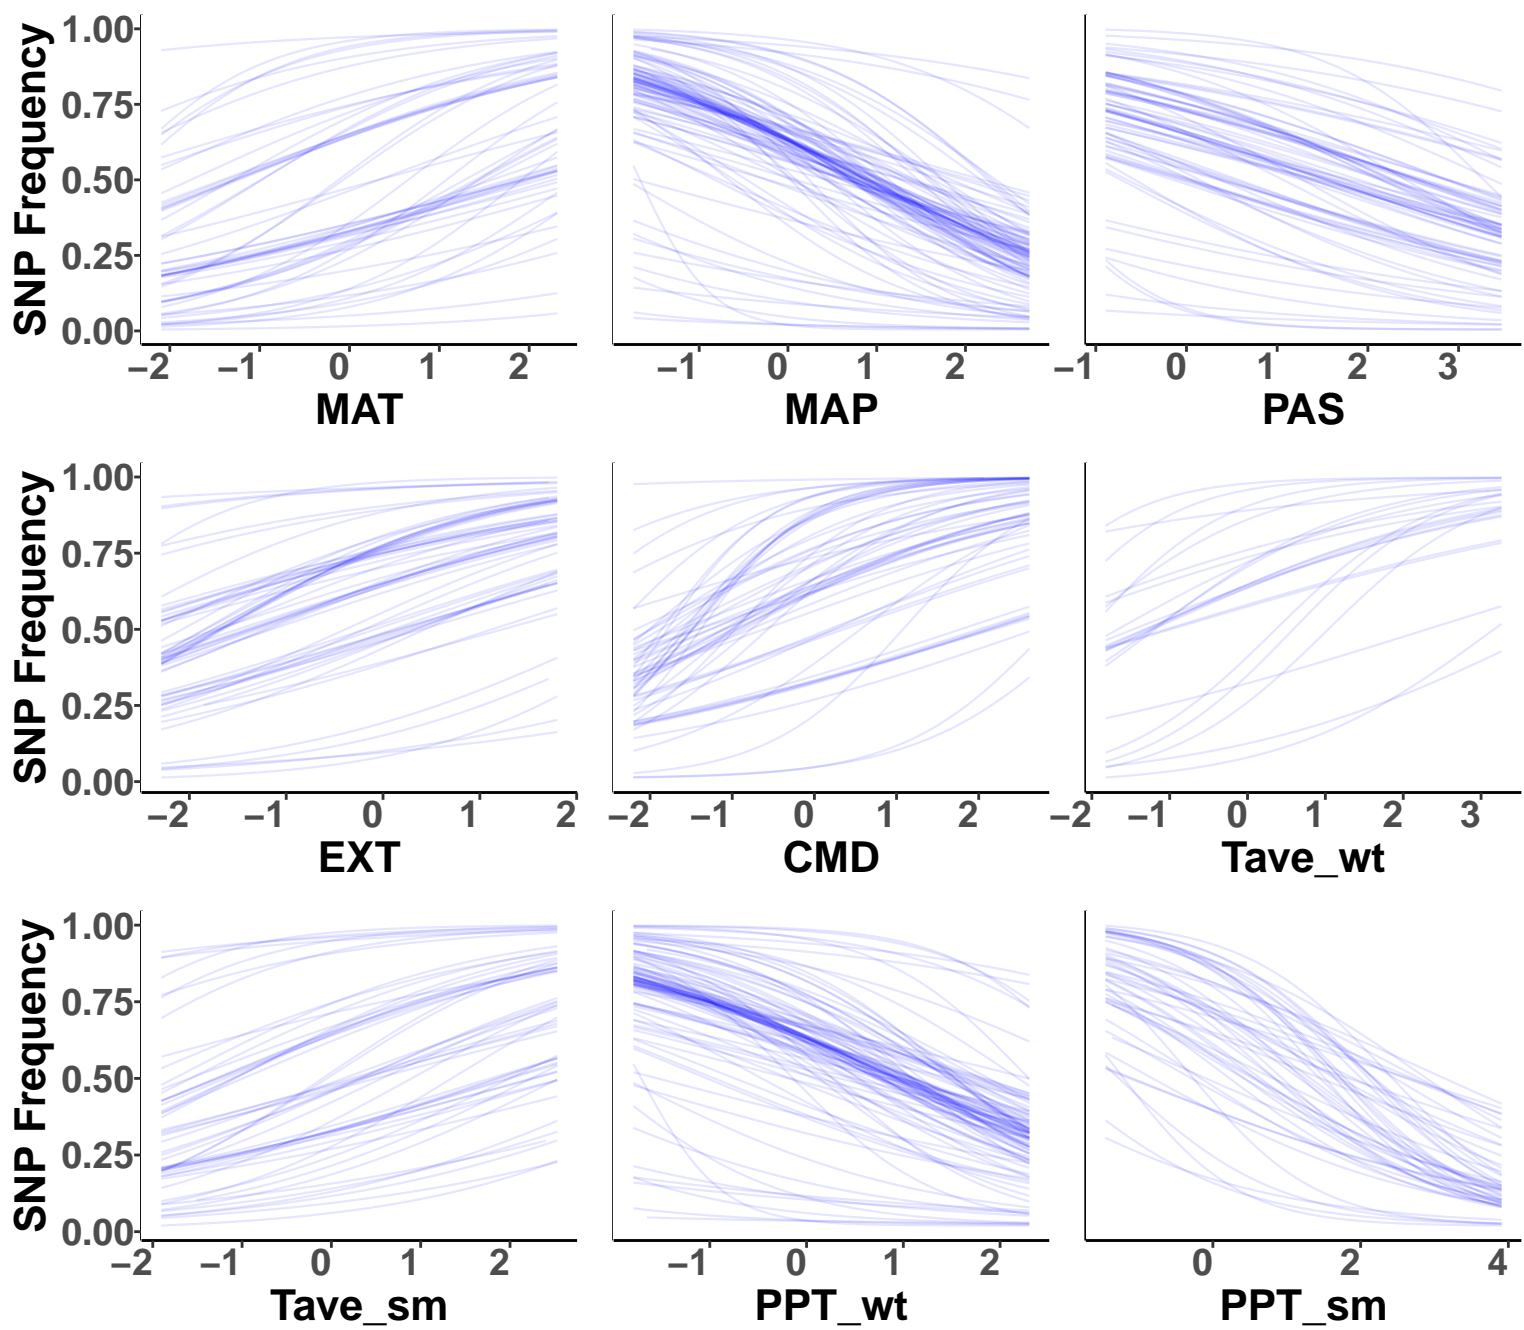 SNP Frequency
1.00
0.75
0.50
0.25
0.00
−2 −1 0 1 2
MAT
−1 0 1 2
MAP
−1 0 1 2 3
PAS
SNP Frequency
1.00
0.75
0.50
0.25
0.00
−2 −1 0 1 2
EXT
−2 −1 0 1 2
CMD
−2 −1 0 1 2 3
Tave_wt
SNP Frequency
1.00
0.75
0.50
0.25
0.00
−2 −1 0 1 2
Tave_sm
−1 0 1 2
PPT_wt
0 2 4
PPT_sm